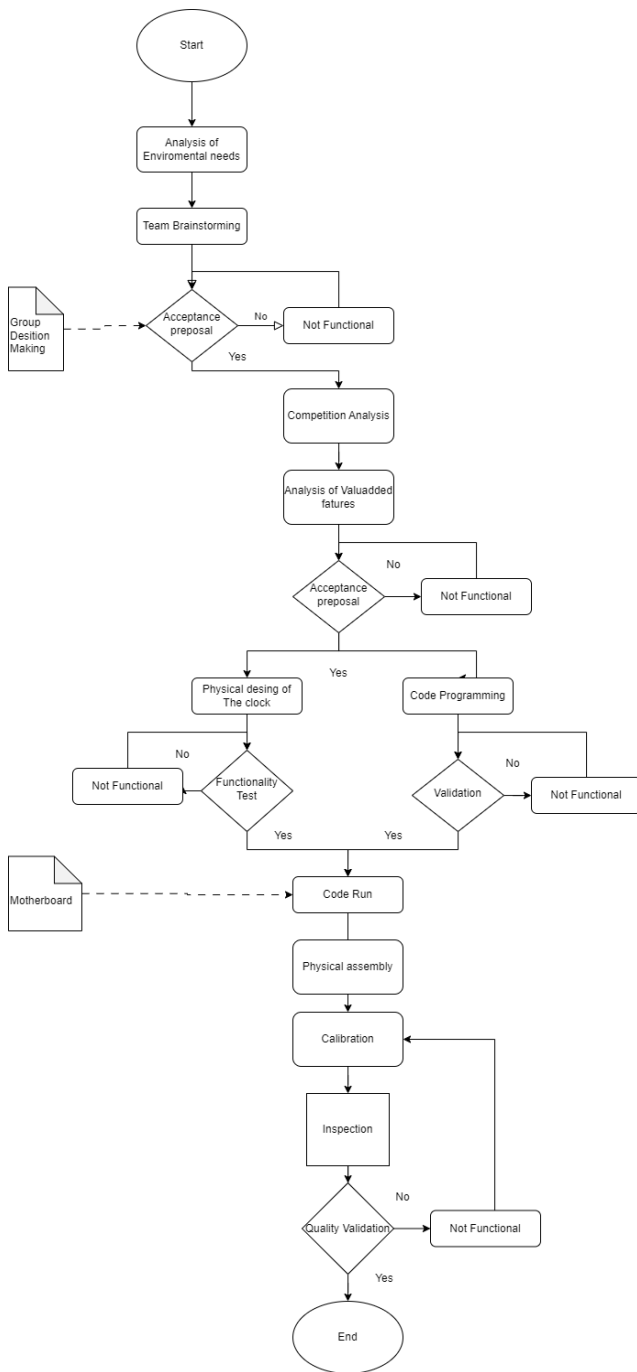 Start
Analysis of
Enviromental needs
Team Brainstorming
Group
Desition
Making
Acceptance
preposal
No
Not Functional
Yes
Competition Analysis
Analysis of Valuadded
fatures
No
Acceptance
preposal
Not Functional
Yes
Physical desing of
The clock
Code Programming
No
Not Functional
Functionality
Test
No
Validation
Not Functional
Yes
Yes
Motherboard
Code Run
Physical assembly
Calibration
Inspection
No
Quality Validation
Not Functional
Yes
End